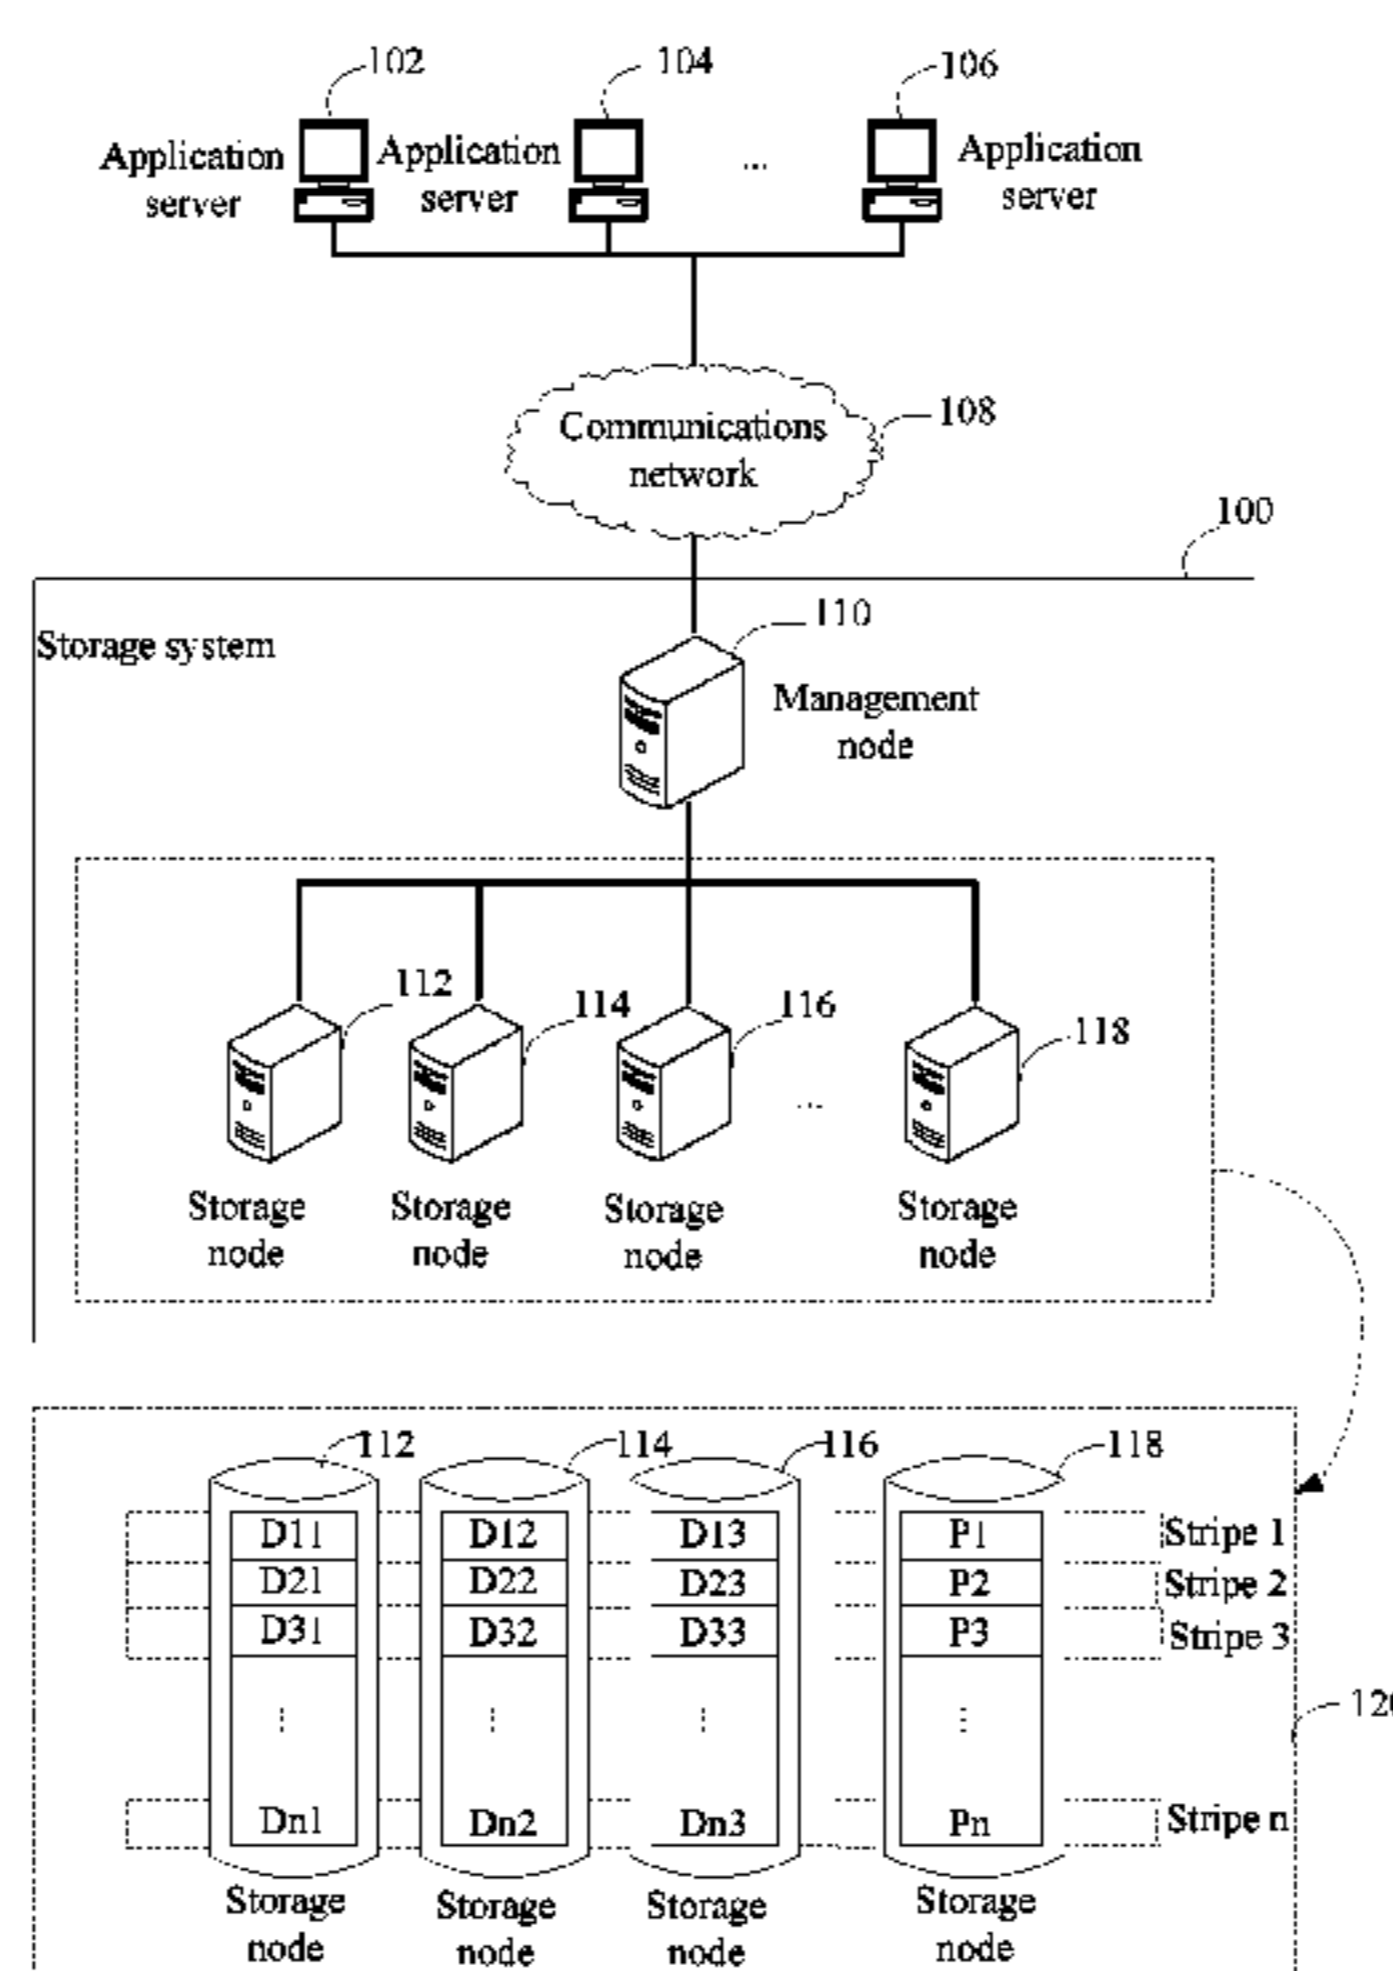 102
104
106
Application
server
Application
server
...
Application
server
Communications
network
108
100
Storage system
110
Management
node
112
114
116
118
...
Storage
node
Storage
node
Storage
node
Storage
node
112
114
116
118
D11 D12 D13 P1 Stripe 1
D21 D22 D23 P2 Stripe 2
D31 D32 D33 P3 Stripe 3
120
Dn1 Dn2 Dn3 Pn Stripe n
Storage
node
Storage
node
Storage
node
Storage
node